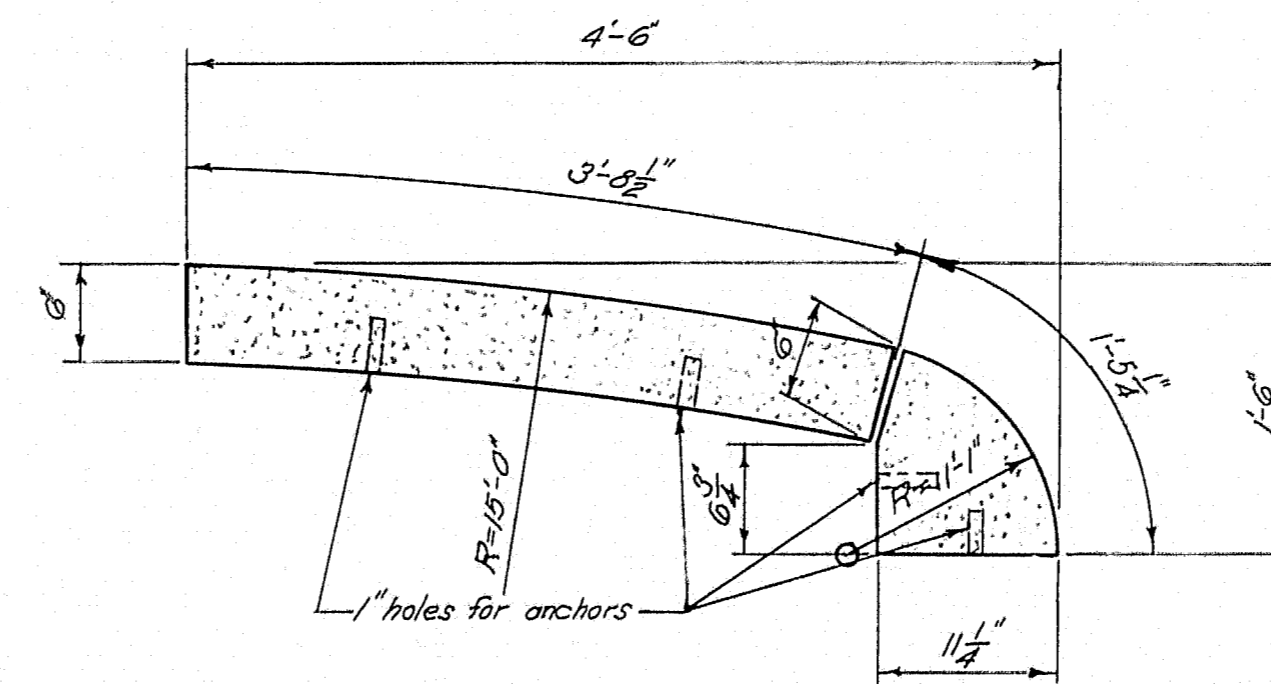 4'-6"
3'-8 1/2"
6"
6"
1'-5 1/4"
1'-6"
R=15'-0"
6 3/4"
R=1'-1"
1" holes for anchors
11 1/4"